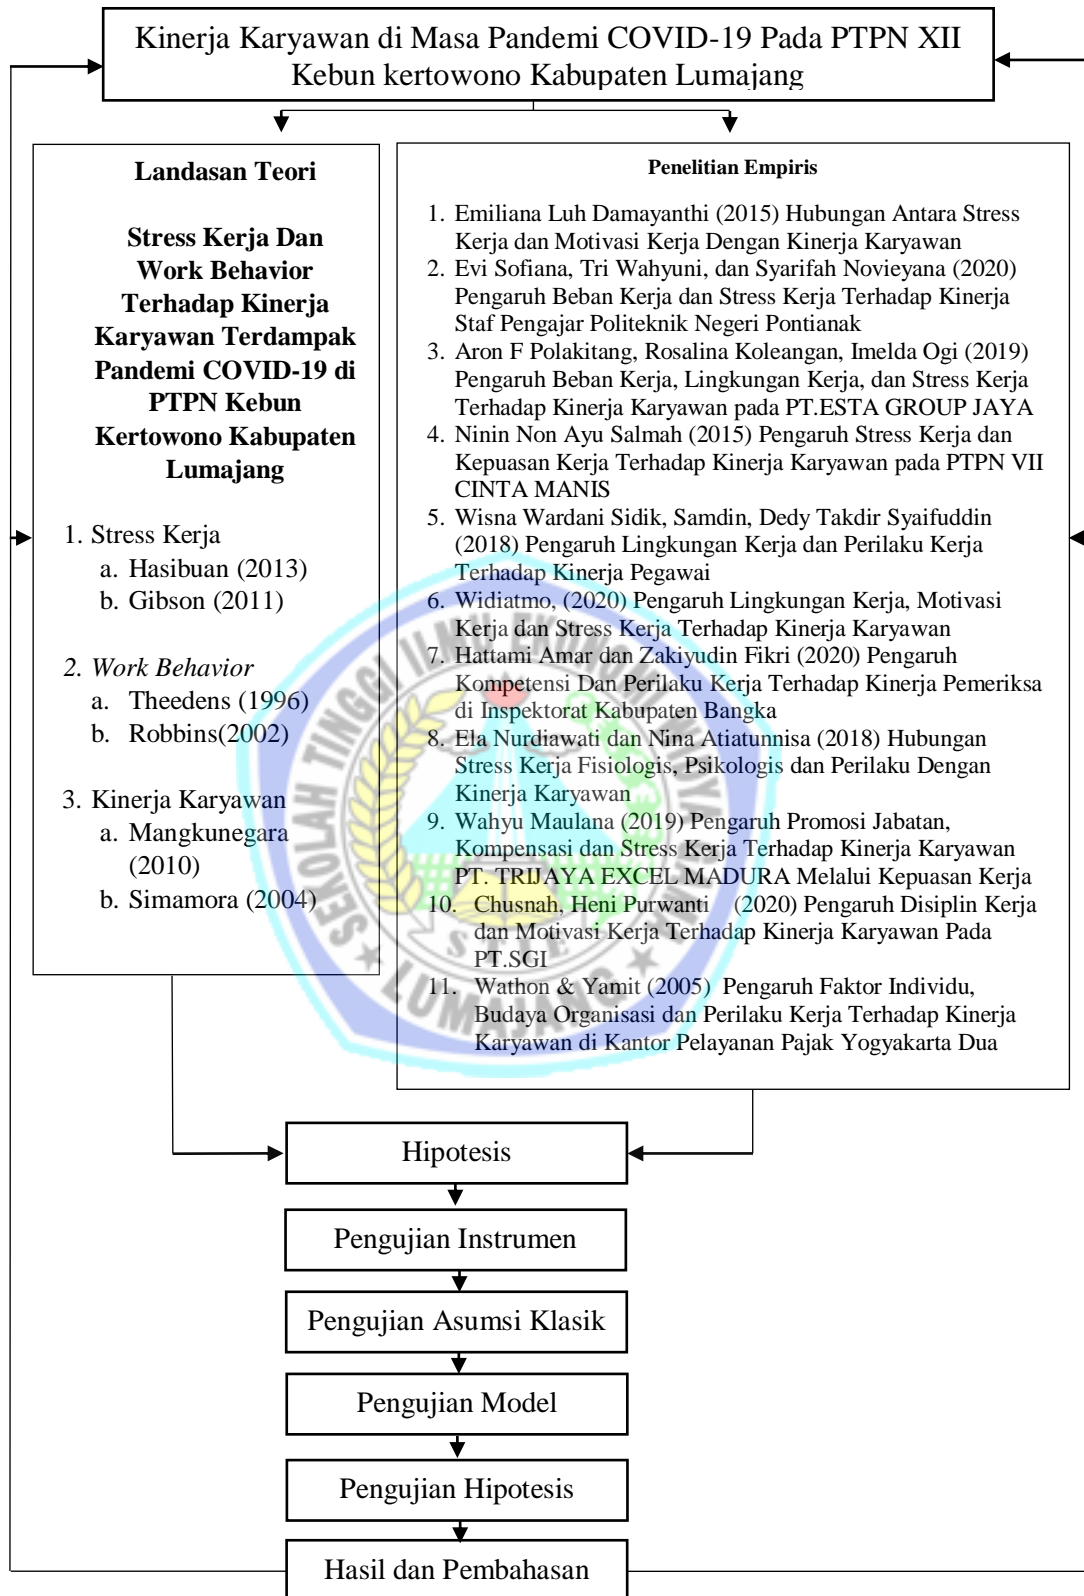 Kinerja Karyawan di Masa Pandemi COVID-19 Pada PTPN XII
Kebun kertowono Kabupaten Lumajang
Landasan Teori
Stress Kerja Dan
Work Behavior
Terhadap Kinerja
Karyawan Terdampak
Pandemi COVID-19 di
PTPN Kebun
Kertowono Kabupaten
Lumajang
1. Stress Kerja
a. Hasibuan (2013)
b. Gibson (2011)
2. Work Behavior
a. Theedens (1996)
b. Robbins(2002)
3. Kinerja Karyawan
a. Mangkunegara
(2010)
b. Simamora (2004)
Penelitian Empiris
1. Emiliana Luh Damayanthi (2015) Hubungan Antara Stress
Kerja dan Motivasi Kerja Dengan Kinerja Karyawan
2. Evi Sofiana, Tri Wahyuni, dan Syarifah Novieyana (2020)
Pengaruh Beban Kerja dan Stress Kerja Terhadap Kinerja
Staf Pengajar Politeknik Negeri Pontianak
3. Aron F Polakitang, Rosalina Koleangan, Imelda Ogi (2019)
Pengaruh Beban Kerja, Lingkungan Kerja, dan Stress Kerja
Terhadap Kinerja Karyawan pada PT.ESTA GROUP JAYA
4. Ninin Non Ayu Salmah (2015) Pengaruh Stress Kerja dan
Kepuasan Kerja Terhadap Kinerja Karyawan pada PTPN VII
CINTA MANIS
5. Wisna Wardani Sidik, Samdin, Dedy Takdir Syaifuddin
(2018) Pengaruh Lingkungan Kerja dan Perilaku Kerja
Terhadap Kinerja Pegawai
6. Widiatmo, (2020) Pengaruh Lingkungan Kerja, Motivasi
Kerja dan Stress Kerja Terhadap Kinerja Karyawan
7. Hattami Amar dan Zakiyudin Fikri (2020) Pengaruh
Kompetensi Dan Perilaku Kerja Terhadap Kinerja Pemeriksa
di Inspektorat Kabupaten Bangka
8. Ela Nurdiawati dan Nina Atiatunnisa (2018) Hubungan
Stress Kerja Fisiologis, Psikologis dan Perilaku Dengan
Kinerja Karyawan
9. Wahyu Maulana (2019) Pengaruh Promosi Jabatan,
Kompensasi dan Stress Kerja Terhadap Kinerja Karyawan
PT. TRIJAYA EXCEL MADURA Melalui Kepuasan Kerja
10. Chusnah, Heni Purwanti (2020) Pengaruh Disiplin Kerja
dan Motivasi Kerja Terhadap Kinerja Karyawan Pada
PT.SGI
11. Wathon & Yamit (2005) Pengaruh Faktor Individu,
Budaya Organisasi dan Perilaku Kerja Terhadap Kinerja
Karyawan di Kantor Pelayanan Pajak Yogyakarta Dua
SEKOLAH TINGGI ILMU EKONOMI
STIE
LUMAJANG
Hipotesis
Pengujian Instrumen
Pengujian Asumsi Klasik
Pengujian Model
Pengujian Hipotesis
Hasil dan Pembahasan